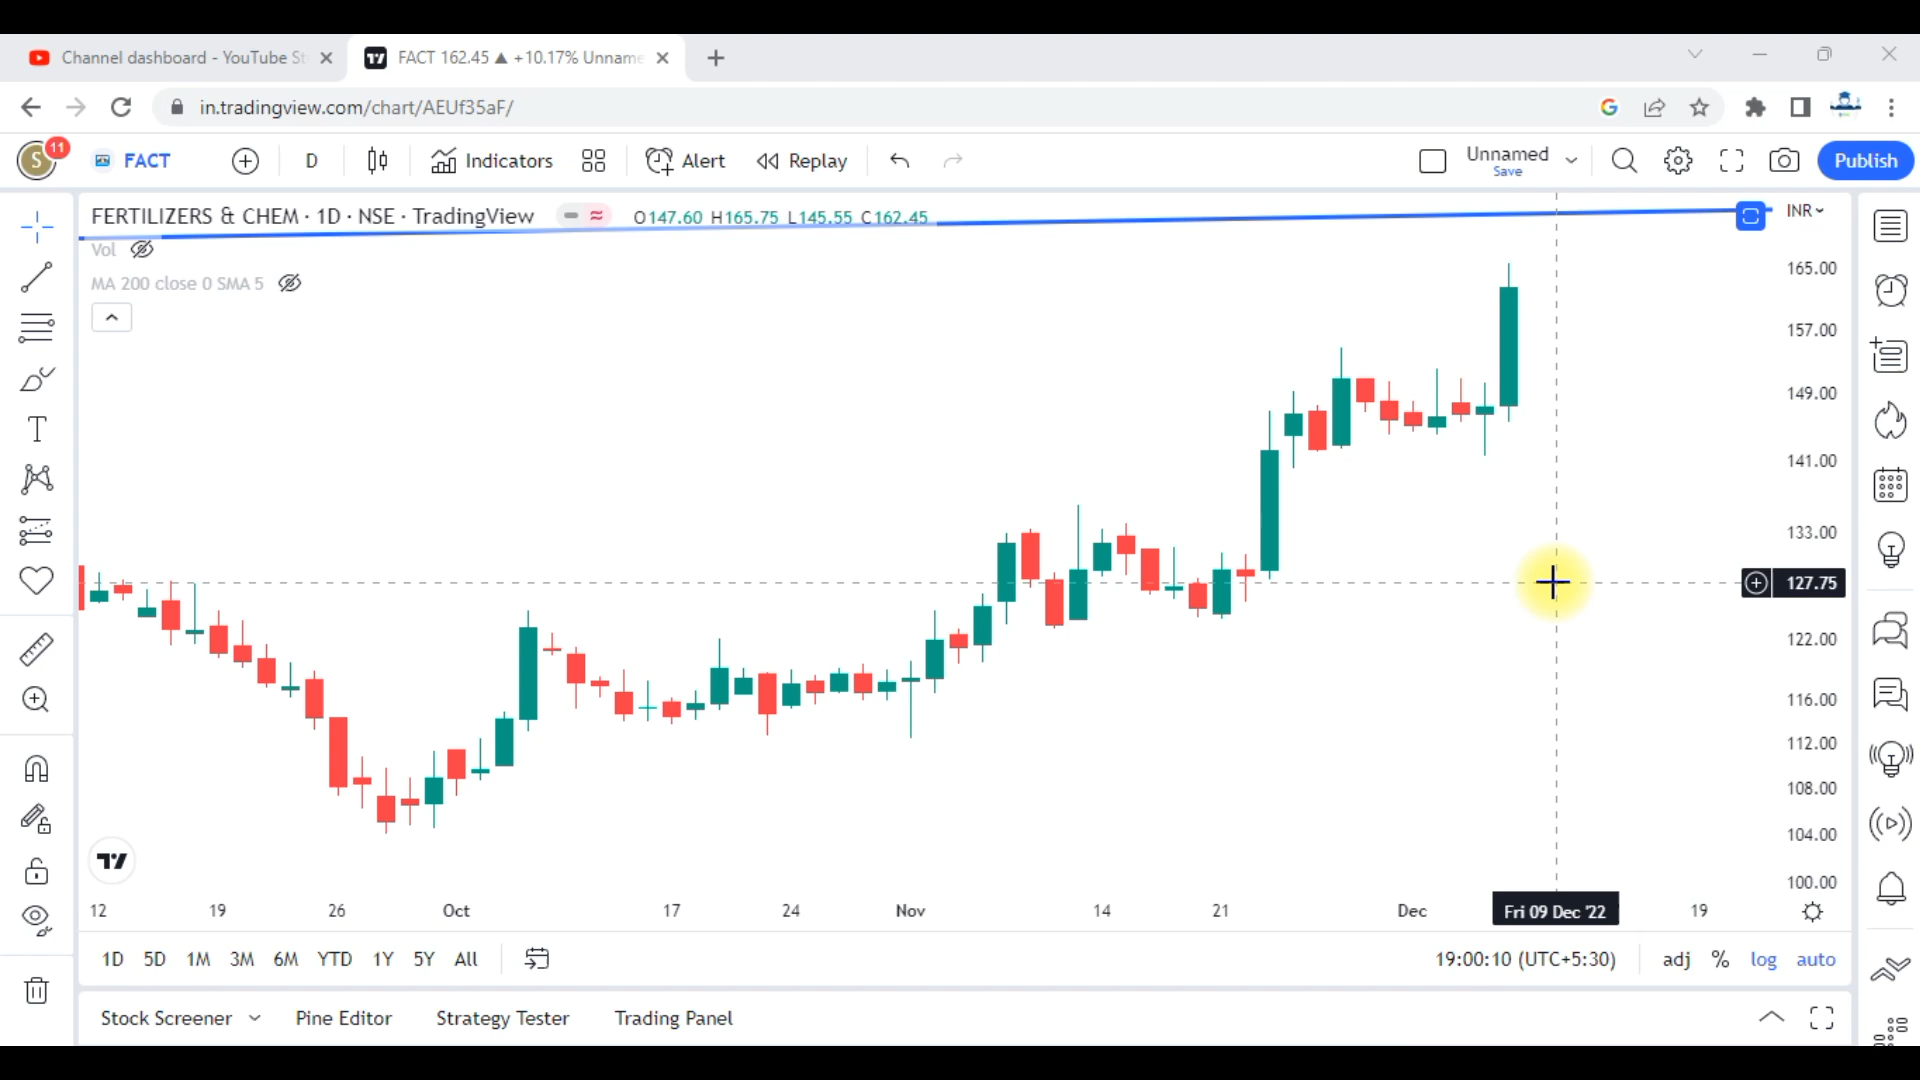 Channel dashboard - YouTube St
FACT 162.45 ▲ +10.17% Unname
in.tradingview.com/chart/AEUf35aF/
S 11 FACT D Indicators Alert Replay Unnamed Save Publish
FERTILIZERS & CHEM · 1D · NSE · TradingView O147.60 H165.75 L145.55 C162.45 INR
Vol
MA 200 close 0 SMA 5
165.00
157.00
149.00
141.00
133.00
127.75
122.00
116.00
112.00
108.00
104.00
100.00
12 19 26 Oct 17 24 Nov 14 21 Dec Fri 09 Dec '22 19
1D 5D 1M 3M 6M YTD 1Y 5Y All 19:00:10 (UTC+5:30) adj % log auto
Stock Screener Pine Editor Strategy Tester Trading Panel